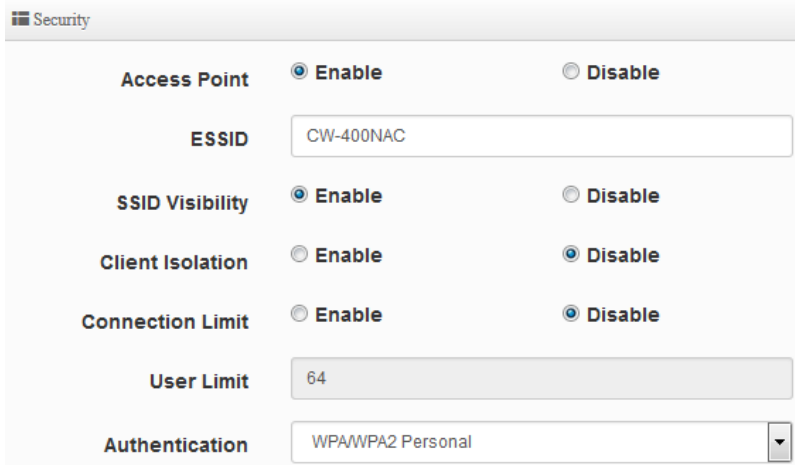 Security
Access Point Enable Disable
ESSID CW-400NAC
SSID Visibility Enable Disable
Client Isolation Enable Disable
Connection Limit Enable Disable
User Limit 64
Authentication WPA/WPA2 Personal